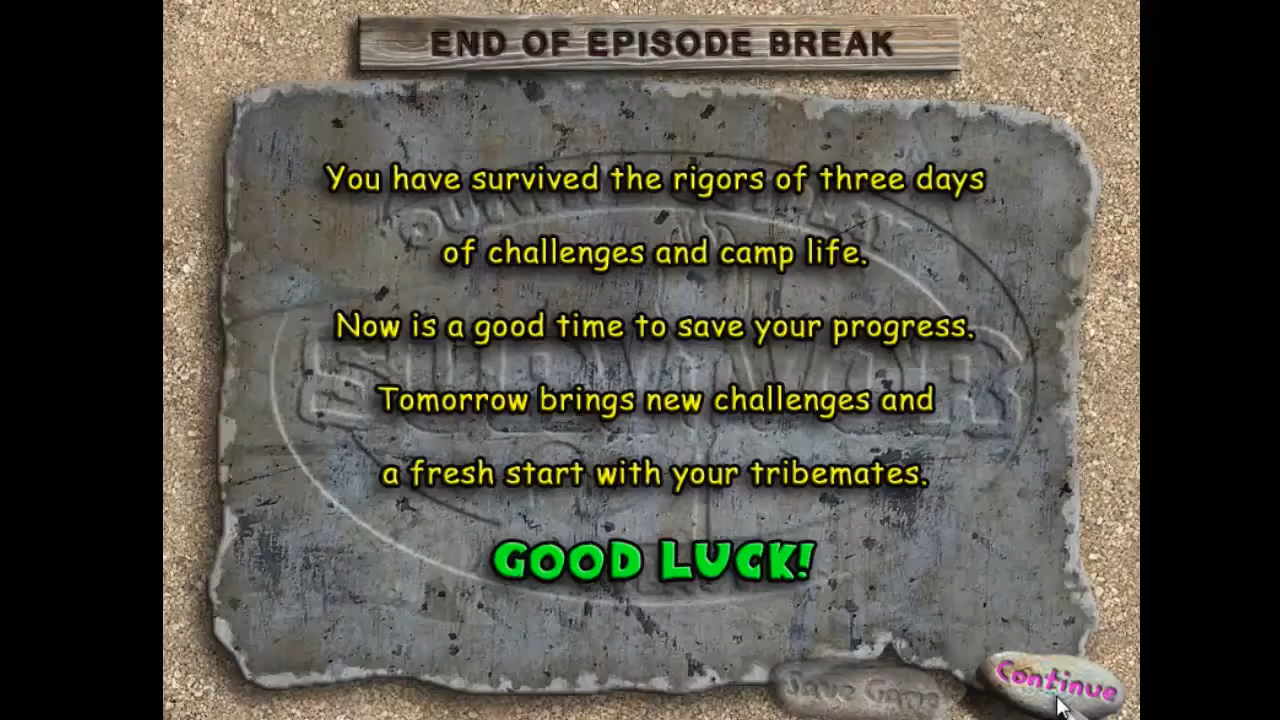 END OF EPISODE BREAK
You have survived the rigors of three days
of challenges and camp life.
Now is a good time to save your progress.
Tomorrow brings new challenges and
a fresh start with your tribemates.
GOOD LUCK!
SURVIVOR
Save Game
Continue